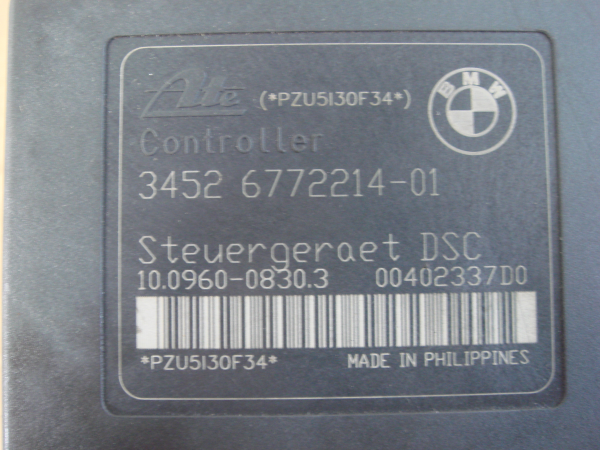 Ate (*PZU5I30F34*)
BMW
Controller
3452 6772214-01
Steuergeraet DSC
10.0960-0830.3 00402337D0
*PZU5I30F34* MADE IN PHILIPPINES